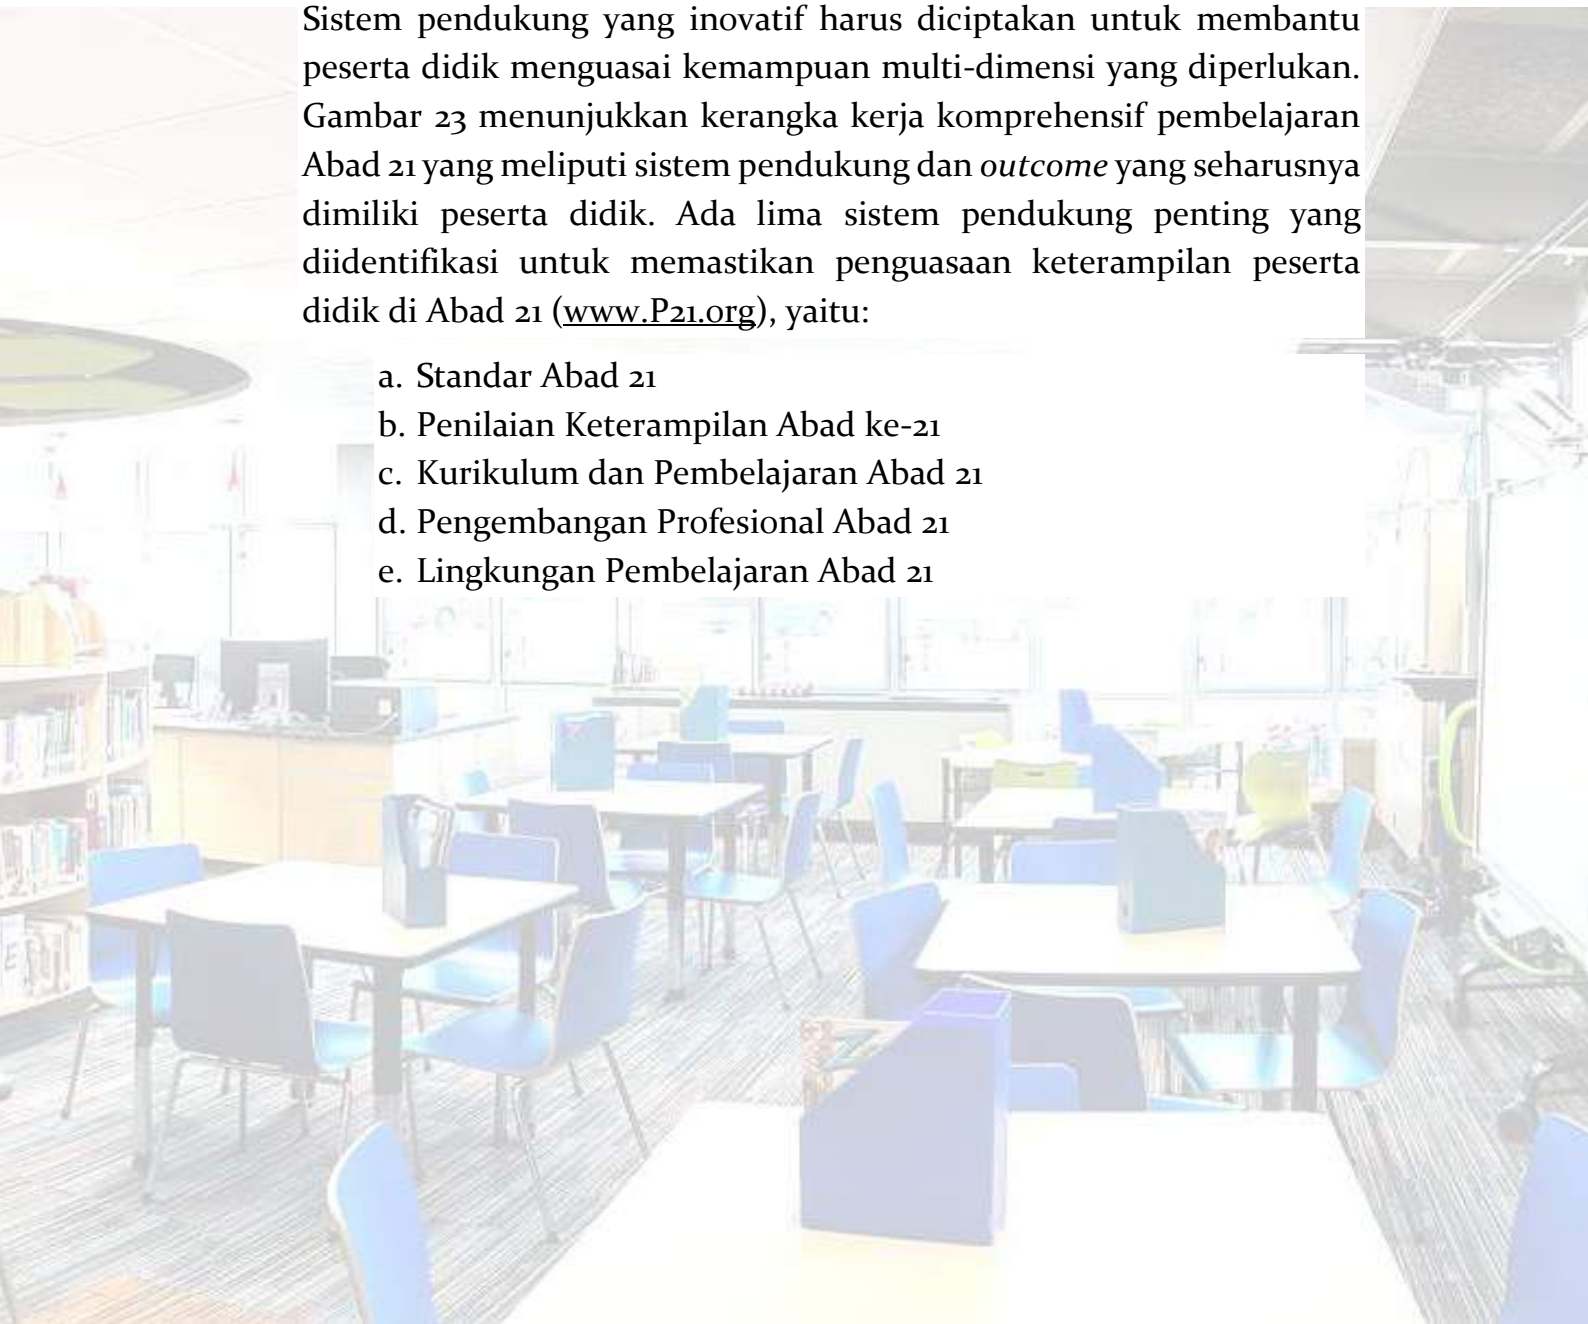 Sistem pendukung yang inovatif harus diciptakan untuk membantu
peserta didik menguasai kemampuan multi-dimensi yang diperlukan.
Gambar 23 menunjukkan kerangka kerja komprehensif pembelajaran
Abad 21 yang meliputi sistem pendukung dan outcome yang seharusnya
dimiliki peserta didik. Ada lima sistem pendukung penting yang
diidentifikasi untuk memastikan penguasaan keterampilan peserta
didik di Abad 21 (www.P21.org), yaitu:
a. Standar Abad 21
b. Penilaian Keterampilan Abad ke-21
c. Kurikulum dan Pembelajaran Abad 21
d. Pengembangan Profesional Abad 21
e. Lingkungan Pembelajaran Abad 21